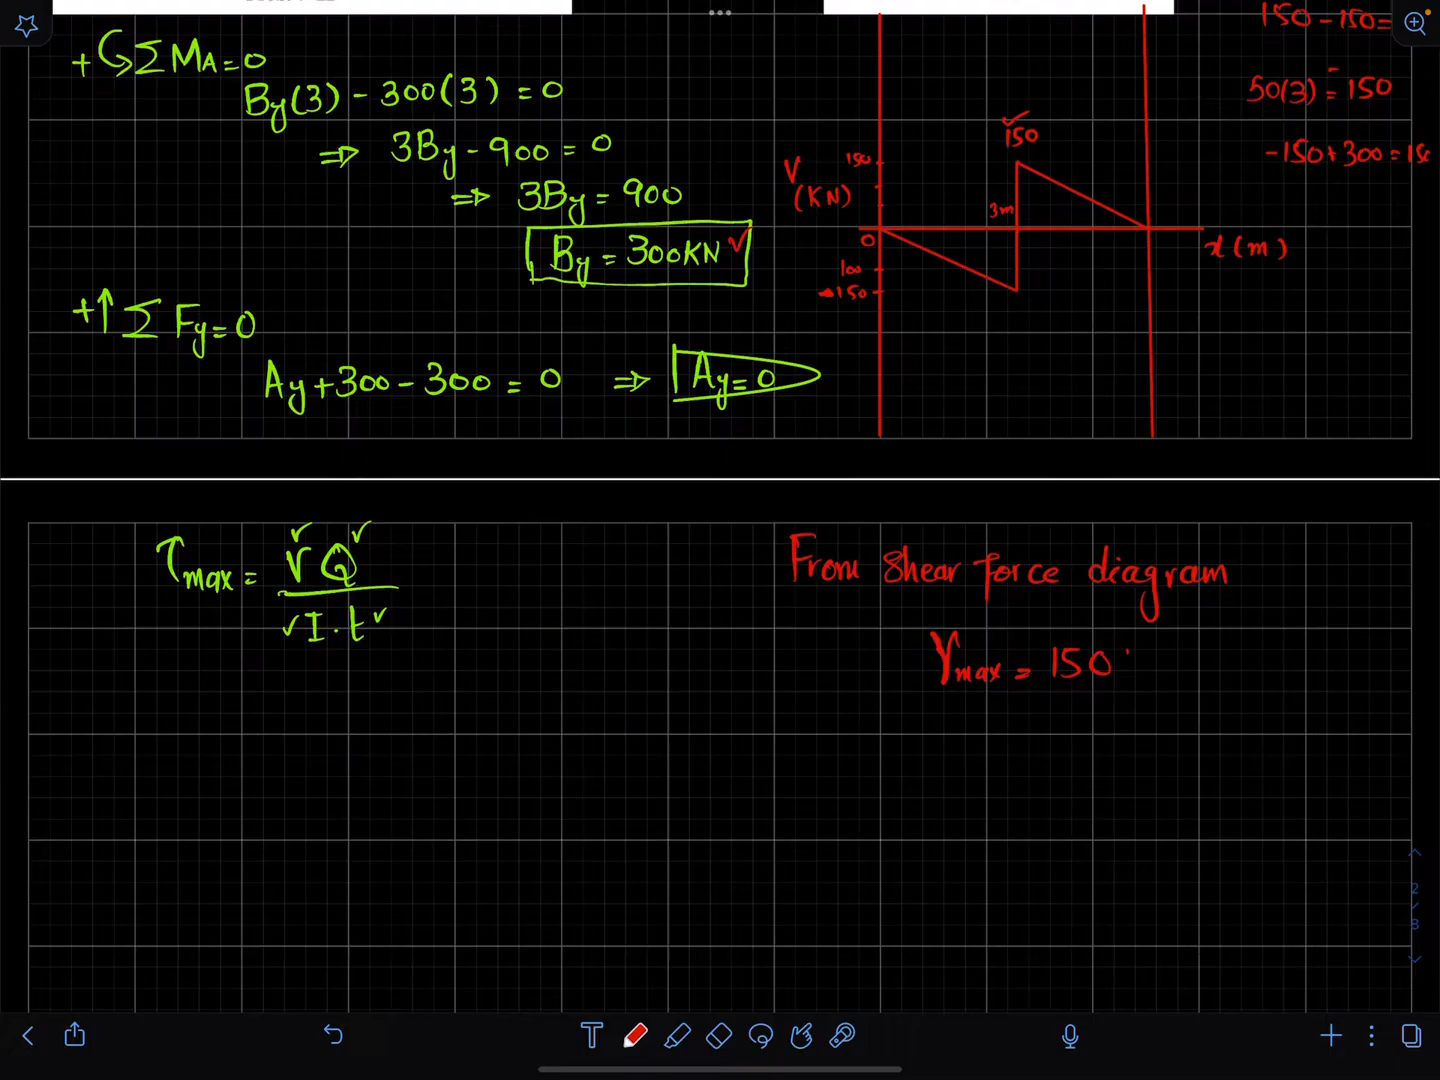 +↺ ΣMA=0
By(3) - 300(3) = 0
⇒ 3By - 900 = 0
⇒ 3By = 900
By = 300KN ✓
+↑ ΣFy=0
Ay+300-300 = 0 ⇒ Ay=0
150-150=
50(3) = 150
-150+300=15
✓
150
V
(KN)
150
3m
0
100
-150
x(m)
τmax = VQ
I.t
From Shear force diagram
Vmax = 150
2
8
T